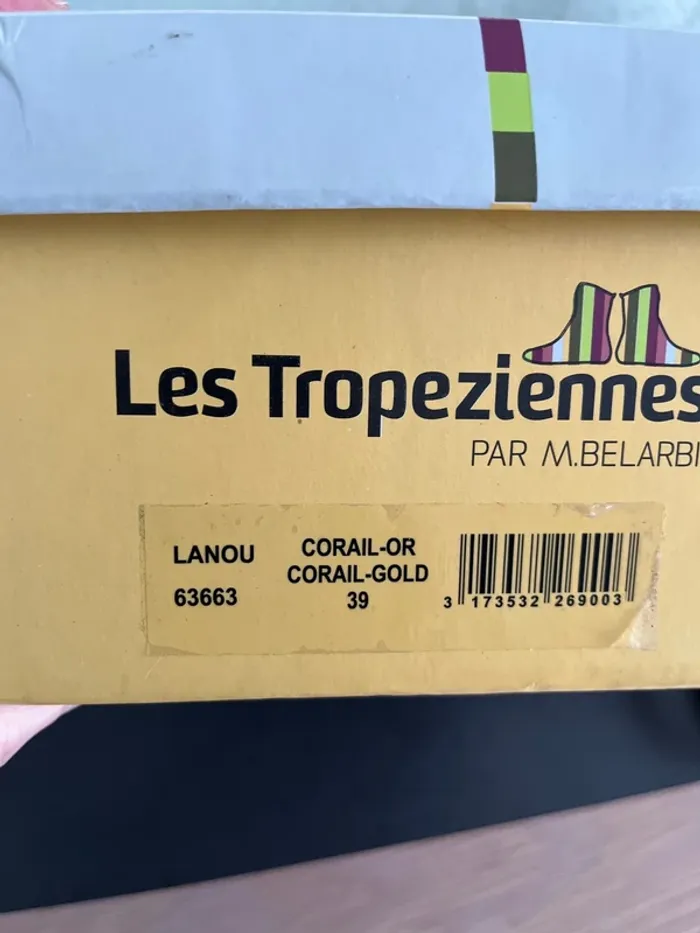 Les Tropeziennes
PAR M.BELARBI
LANOU
63663
CORAIL-OR
CORAIL-GOLD
39
3 173532 269003